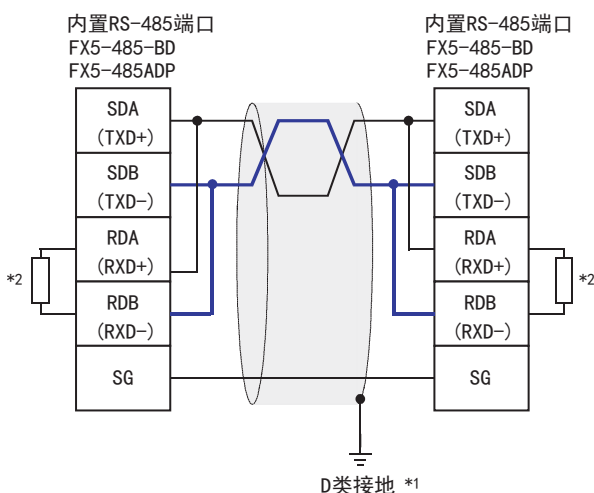 内置RS-485端口
FX5-485-BD
FX5-485ADP
SDA
(TXD+)
SDB
(TXD-)
RDA
(RXD+)
RDB
(RXD-)
SG
*2
内置RS-485端口
FX5-485-BD
FX5-485ADP
SDA
(TXD+)
SDB
(TXD-)
RDA
(RXD+)
RDB
(RXD-)
SG
*2
D类接地 *1